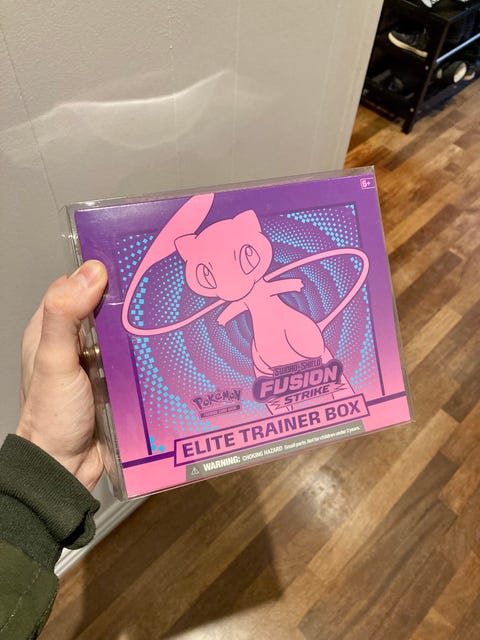 6+
Pokémon
SWORD & SHIELD
FUSION
STRIKE
ELITE TRAINER BOX
WARNING: CHOKING HAZARD Small parts. Not for children under 3 years.